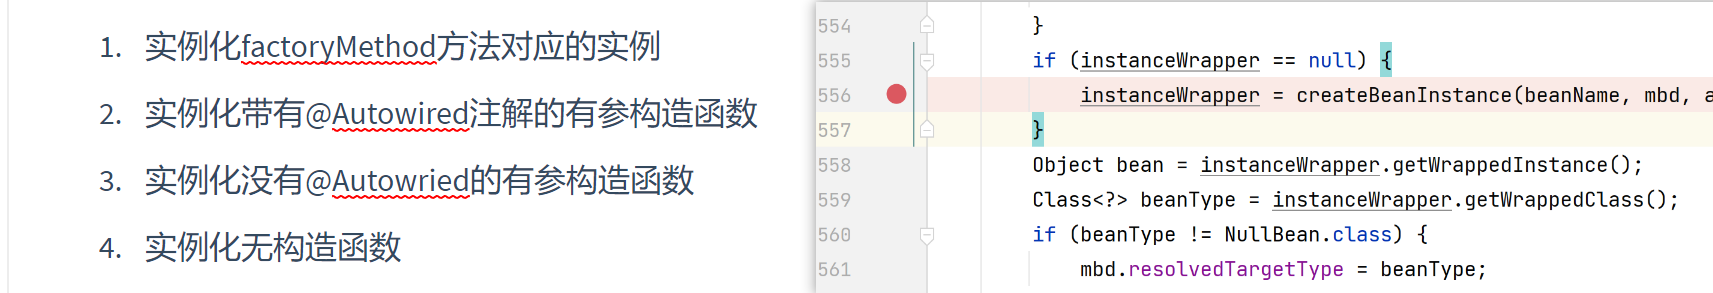 1. 实例化factoryMethod方法对应的实例
2. 实例化带有@Autowired注解的有参构造函数
3. 实例化没有@Autowried的有参构造函数
4. 实例化无构造函数
554 }
555 if (instanceWrapper == null) {
556 instanceWrapper = createBeanInstance(beanName, mbd, a
557 }
558 Object bean = instanceWrapper.getWrappedInstance();
559 Class<?> beanType = instanceWrapper.getWrappedClass();
560 if (beanType != NullBean.class) {
561 mbd.resolvedTargetType = beanType;